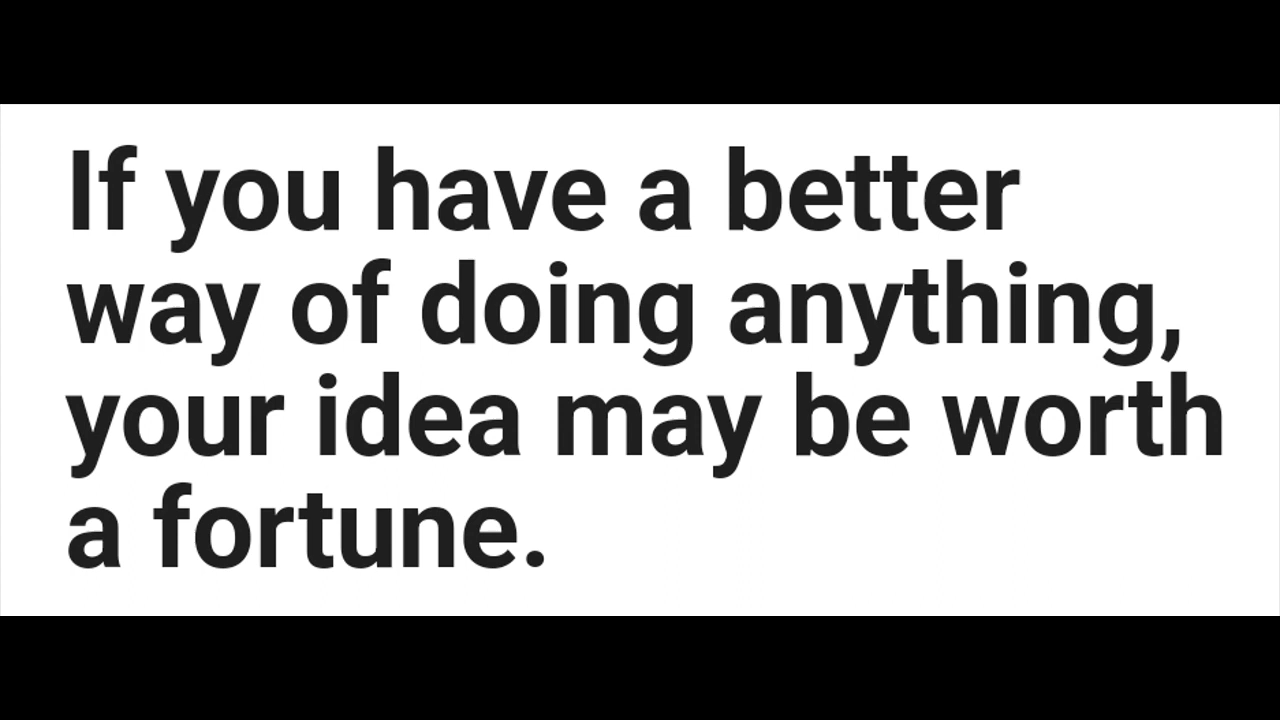 If you have a better
way of doing anything,
your idea may be worth
a fortune.